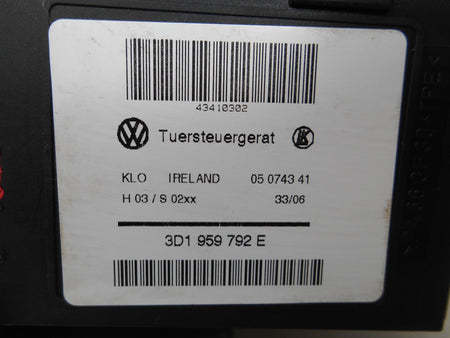 43410302
Tuersteuergerat
KLO IRELAND 05 0743 41
H 03 / S 02xx 33/06
3D1 959 792 E